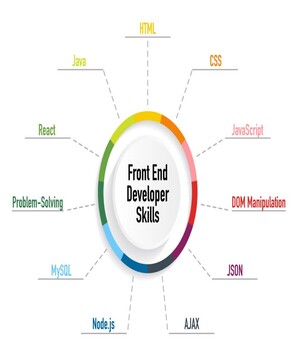 HTML
Java
CSS
React
JavaScript
Front End
Developer
Skills
Problem-Solving
DOM Manipulation
MySQL
JSON
Node.js
AJAX